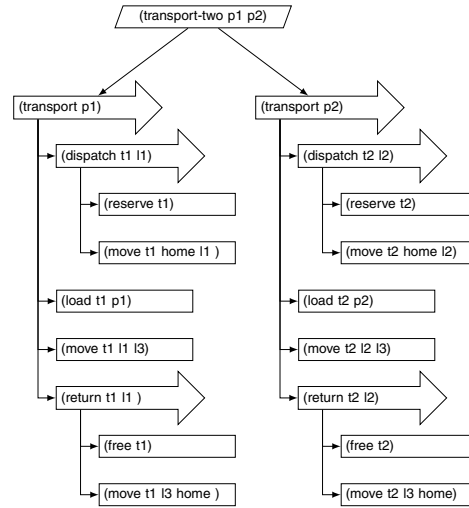 (transport-two p1 p2)
(transport p1)
(dispatch t1 l1)
(reserve t1)
(move t1 home l1 )
(load t1 p1)
(move t1 l1 l3)
(return t1 l1 )
(free t1)
(move t1 l3 home )
(transport p2)
(dispatch t2 l2)
(reserve t2)
(move t2 home l2)
(load t2 p2)
(move t2 l2 l3)
(return t2 l2)
(free t2)
(move t2 l3 home)